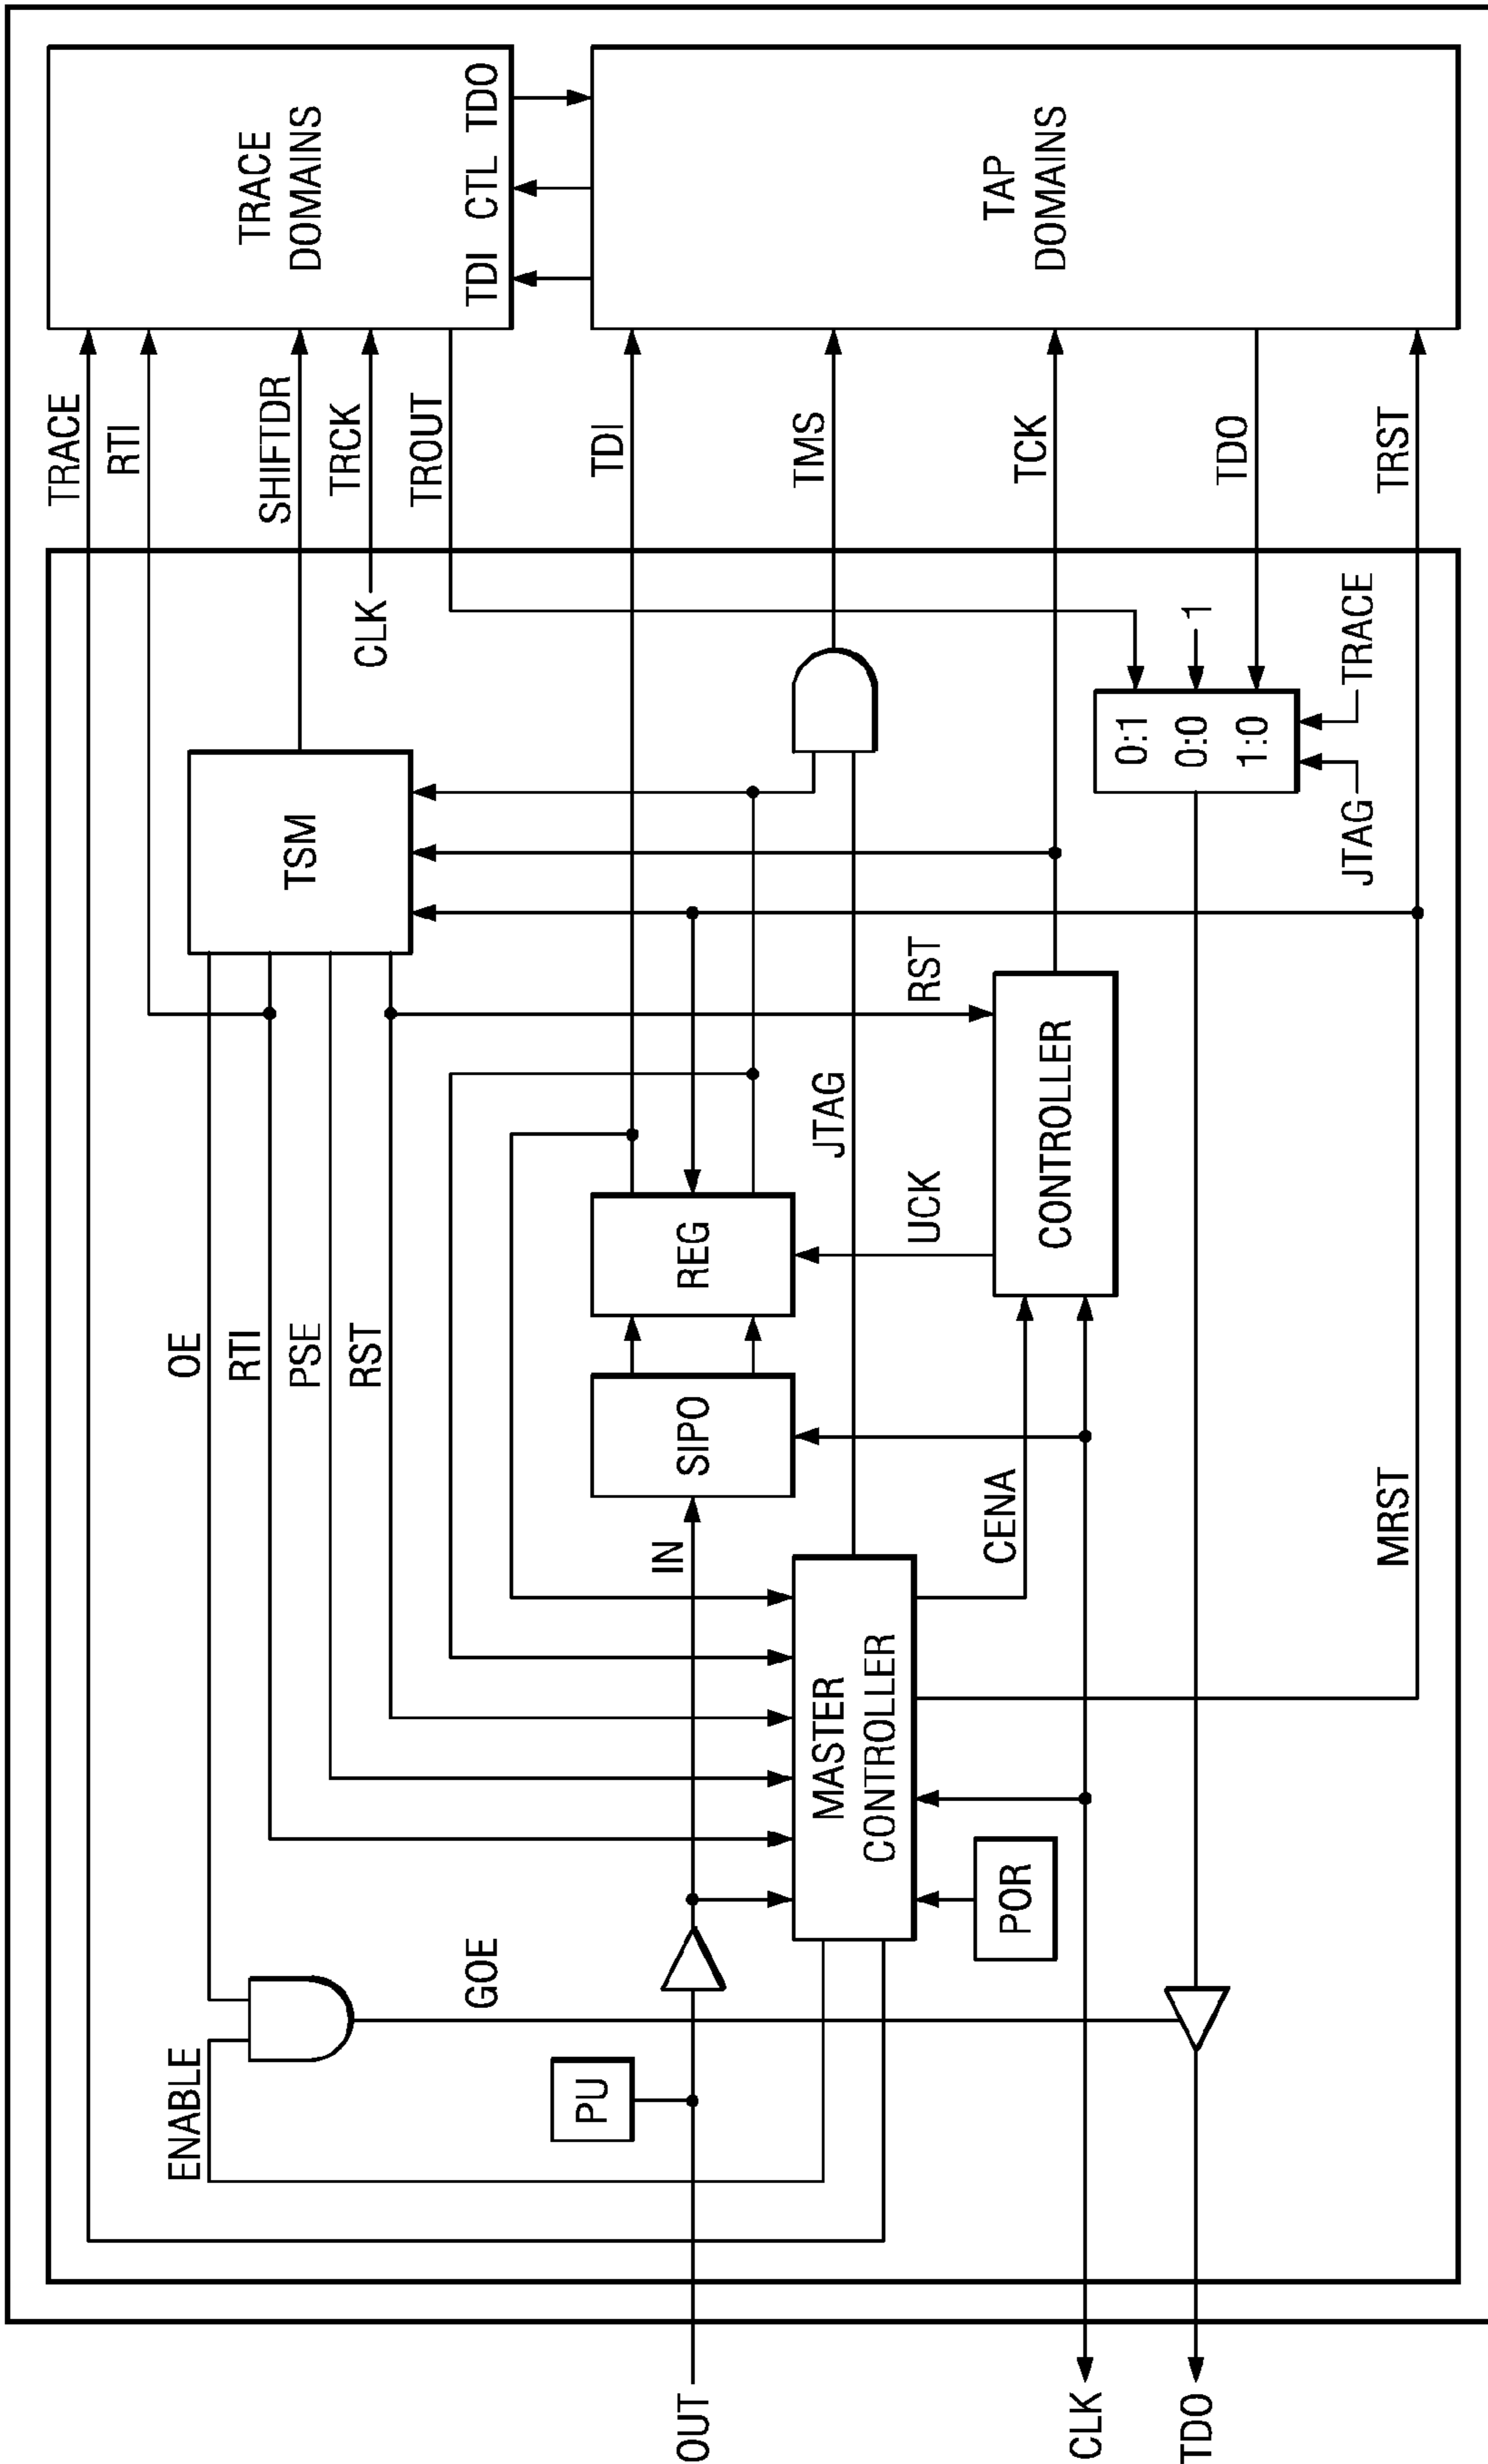 TRACE
DOMAINS
TDI CTL TDO
TAP
DOMAINS
TRACE
RTI
SHIFTDR
TRCK
TROUT
TDI
TMS
TCK
TDO
TRST
CLK
TSM
0:1
0:0
1:0
1
JTAG
TRACE
RST
CONTROLLER
JTAG
UCK
REG
SIPO
IN
CENA
MRST
OE
RTI
PSE
RST
MASTER
CONTROLLER
POR
GOE
ENABLE
PU
OUT
CLK
TDO